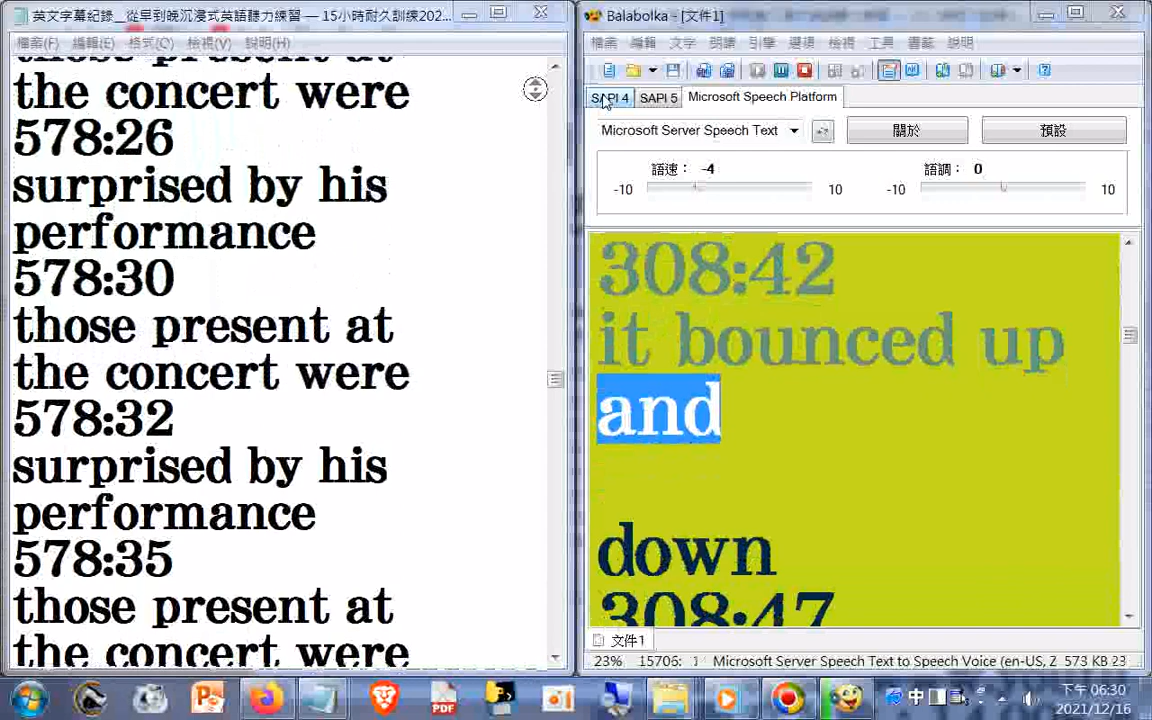 英文字幕紀錄__從早到晚沉浸式英語聽力練習 — 15小時耐久訓練202...
檔案(F) 編輯(E) 格式(O) 檢視(V) 說明(H)
those present at
the concert were
578:26
surprised by his
performance
578:30
those present at
the concert were
578:32
surprised by his
performance
578:35
those present at
the concert were
Balabolka - [文件1]
檔案 編輯 文字 朗讀 引擎 選項 檢視 工具 書籤 說明
SAPI 4 SAPI 5 Microsoft Speech Platform
Microsoft Server Speech Text
關於
預設
語速： -4 語調： 0
-10 10 -10 10
308:42
it bounced up
and
down
308:47
文件1
23% 15706: 1 Microsoft Server Speech Text to Speech Voice (en-US, Z 573 KB 23
中
下午 06:30
2021/12/16